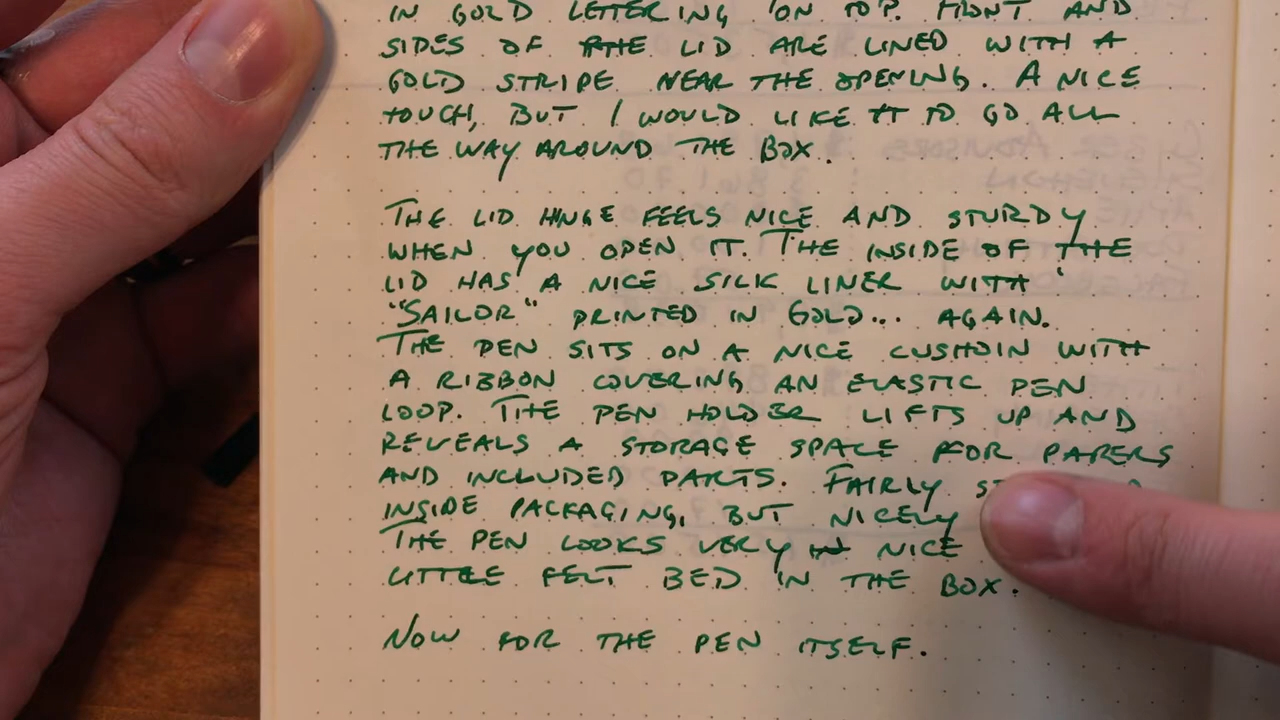 IN GOLD LETTERING ON TOP. FRONT AND
SIDES OF THE LID ARE LINED WITH A
GOLD STRIPE NEAR THE OPENING. A NICE
TOUCH, BUT I WOULD LIKE IT TO GO ALL
THE WAY AROUND THE BOX.
THE LID HINGE FEELS NICE AND STURDY
WHEN YOU OPEN IT. THE INSIDE OF THE
LID HAS A NICE SILK LINER WITH
"SAILOR" PRINTED IN GOLD... AGAIN.
THE PEN SITS ON A NICE CUSHOIN WITH
A RIBBON COVERING AN ELASTIC PEN
LOOP. THE PEN HOLDER LIFTS UP AND
REVEALS A STORAGE SPACE FOR PAPERS
AND INCLUDED PARTS. FAIRLY
INSIDE PACKAGING, BUT NICELY
THE PEN LOOKS VERY NICE
LITTLE FELT BED IN THE BOX.
NOW FOR THE PEN ITSELF.